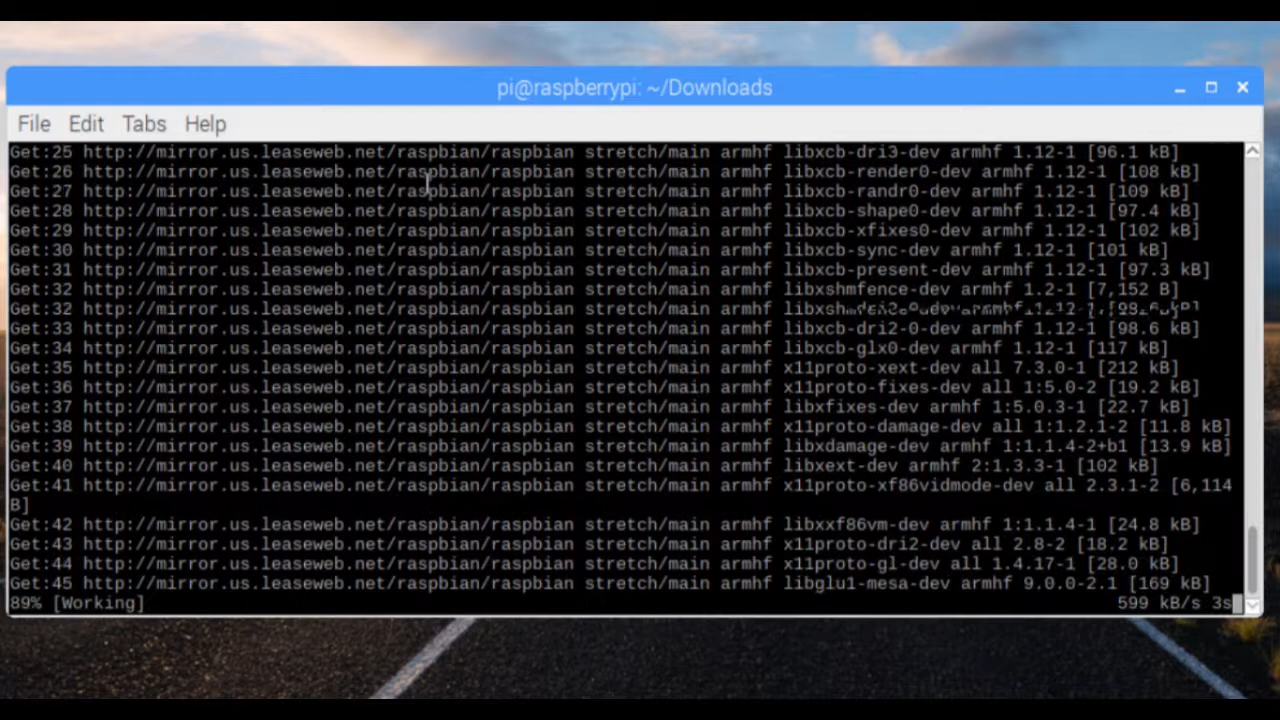 pi@raspberrypi: ~/Downloads
File Edit Tabs Help
Get:25 http://mirror.us.leaseweb.net/raspbian/raspbian stretch/main armhf libxcb-dri3-dev armhf 1.12-1 [96.1 kB]
Get:26 http://mirror.us.leaseweb.net/raspbian/raspbian stretch/main armhf libxcb-render0-dev armhf 1.12-1 [108 kB]
Get:27 http://mirror.us.leaseweb.net/raspbian/raspbian stretch/main armhf libxcb-randr0-dev armhf 1.12-1 [109 kB]
Get:28 http://mirror.us.leaseweb.net/raspbian/raspbian stretch/main armhf libxcb-shape0-dev armhf 1.12-1 [97.4 kB]
Get:29 http://mirror.us.leaseweb.net/raspbian/raspbian stretch/main armhf libxcb-xfixes0-dev armhf 1.12-1 [102 kB]
Get:30 http://mirror.us.leaseweb.net/raspbian/raspbian stretch/main armhf libxcb-sync-dev armhf 1.12-1 [101 kB]
Get:31 http://mirror.us.leaseweb.net/raspbian/raspbian stretch/main armhf libxcb-present-dev armhf 1.12-1 [97.3 kB]
Get:32 http://mirror.us.leaseweb.net/raspbian/raspbian stretch/main armhf libxshmfence-dev armhf 1.2-1 [7,152 B]
Get:32 http://mirror.us.leaseweb.net/raspbian/raspbian stretch/main armhf
Get:33 http://mirror.us.leaseweb.net/raspbian/raspbian stretch/main armhf libxcb-dri2-0-dev armhf 1.12-1 [98.6 kB]
Get:34 http://mirror.us.leaseweb.net/raspbian/raspbian stretch/main armhf libxcb-glx0-dev armhf 1.12-1 [117 kB]
Get:35 http://mirror.us.leaseweb.net/raspbian/raspbian stretch/main armhf x11proto-xext-dev all 7.3.0-1 [212 kB]
Get:36 http://mirror.us.leaseweb.net/raspbian/raspbian stretch/main armhf x11proto-fixes-dev all 1:5.0-2 [19.2 kB]
Get:37 http://mirror.us.leaseweb.net/raspbian/raspbian stretch/main armhf libxfixes-dev armhf 1:5.0.3-1 [22.7 kB]
Get:38 http://mirror.us.leaseweb.net/raspbian/raspbian stretch/main armhf x11proto-damage-dev all 1:1.2.1-2 [11.8 kB]
Get:39 http://mirror.us.leaseweb.net/raspbian/raspbian stretch/main armhf libxdamage-dev armhf 1:1.1.4-2+b1 [13.9 kB]
Get:40 http://mirror.us.leaseweb.net/raspbian/raspbian stretch/main armhf libxext-dev armhf 2:1.3.3-1 [102 kB]
Get:41 http://mirror.us.leaseweb.net/raspbian/raspbian stretch/main armhf x11proto-xf86vidmode-dev all 2.3.1-2 [6,114
B]
Get:42 http://mirror.us.leaseweb.net/raspbian/raspbian stretch/main armhf libxxf86vm-dev armhf 1:1.1.4-1 [24.8 kB]
Get:43 http://mirror.us.leaseweb.net/raspbian/raspbian stretch/main armhf x11proto-dri2-dev all 2.8-2 [18.2 kB]
Get:44 http://mirror.us.leaseweb.net/raspbian/raspbian stretch/main armhf x11proto-gl-dev all 1.4.17-1 [28.0 kB]
Get:45 http://mirror.us.leaseweb.net/raspbian/raspbian stretch/main armhf libglu1-mesa-dev armhf 9.0.0-2.1 [169 kB]
89% [Working] 599 kB/s 3s